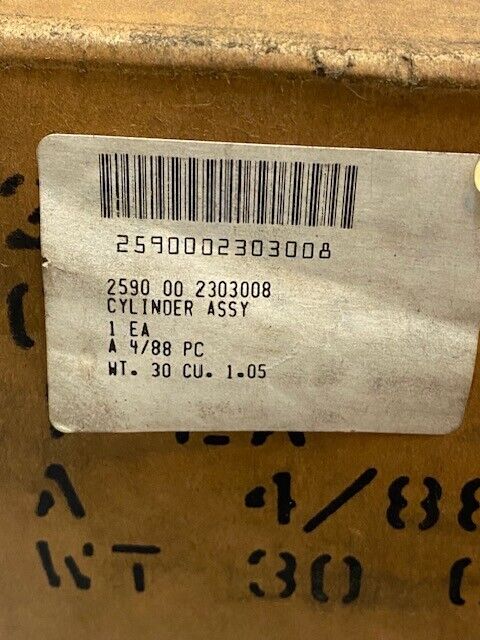 2590002303008
2590 00 2303008
CYLINDER ASSY
1 EA
A 4/88 PC
WT. 30 CU. 1.05
EA
A 4/88
WT 30